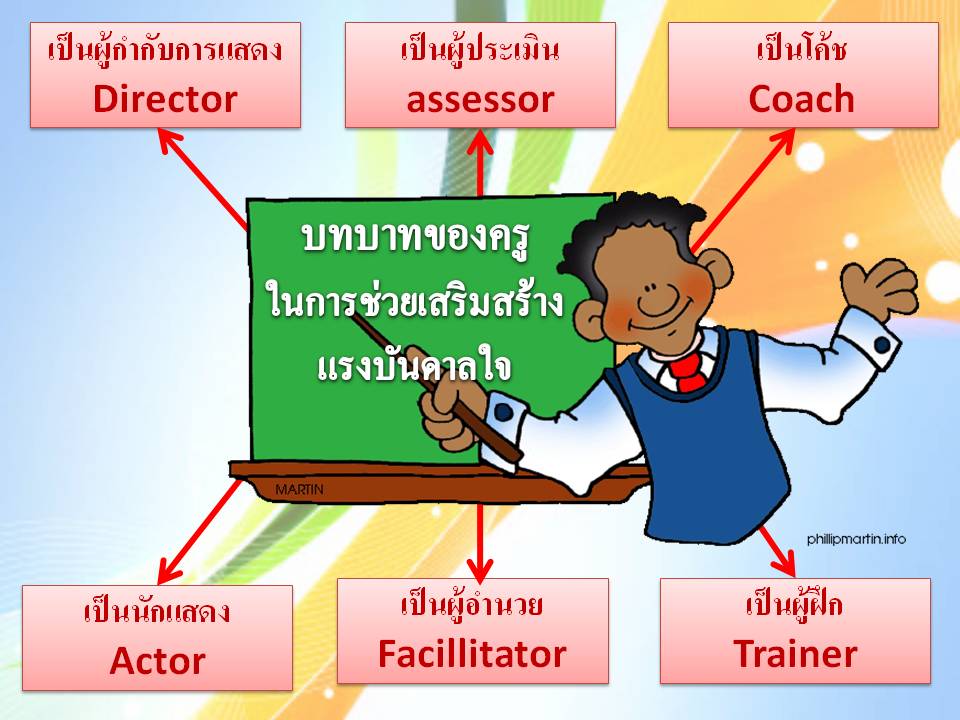 เป็นผู้กำกับการแสดง
Director
เป็นผู้ประเมิน
assessor
เป็นโค้ช
Coach
บทบาทของครู
ในการช่วยเสริมสร้าง
แรงบันดาลใจ
MARTIN
phillipmartin.info
เป็นนักแสดง
Actor
เป็นผู้อำนวย
Facillitator
เป็นผู้ฝึก
Trainer